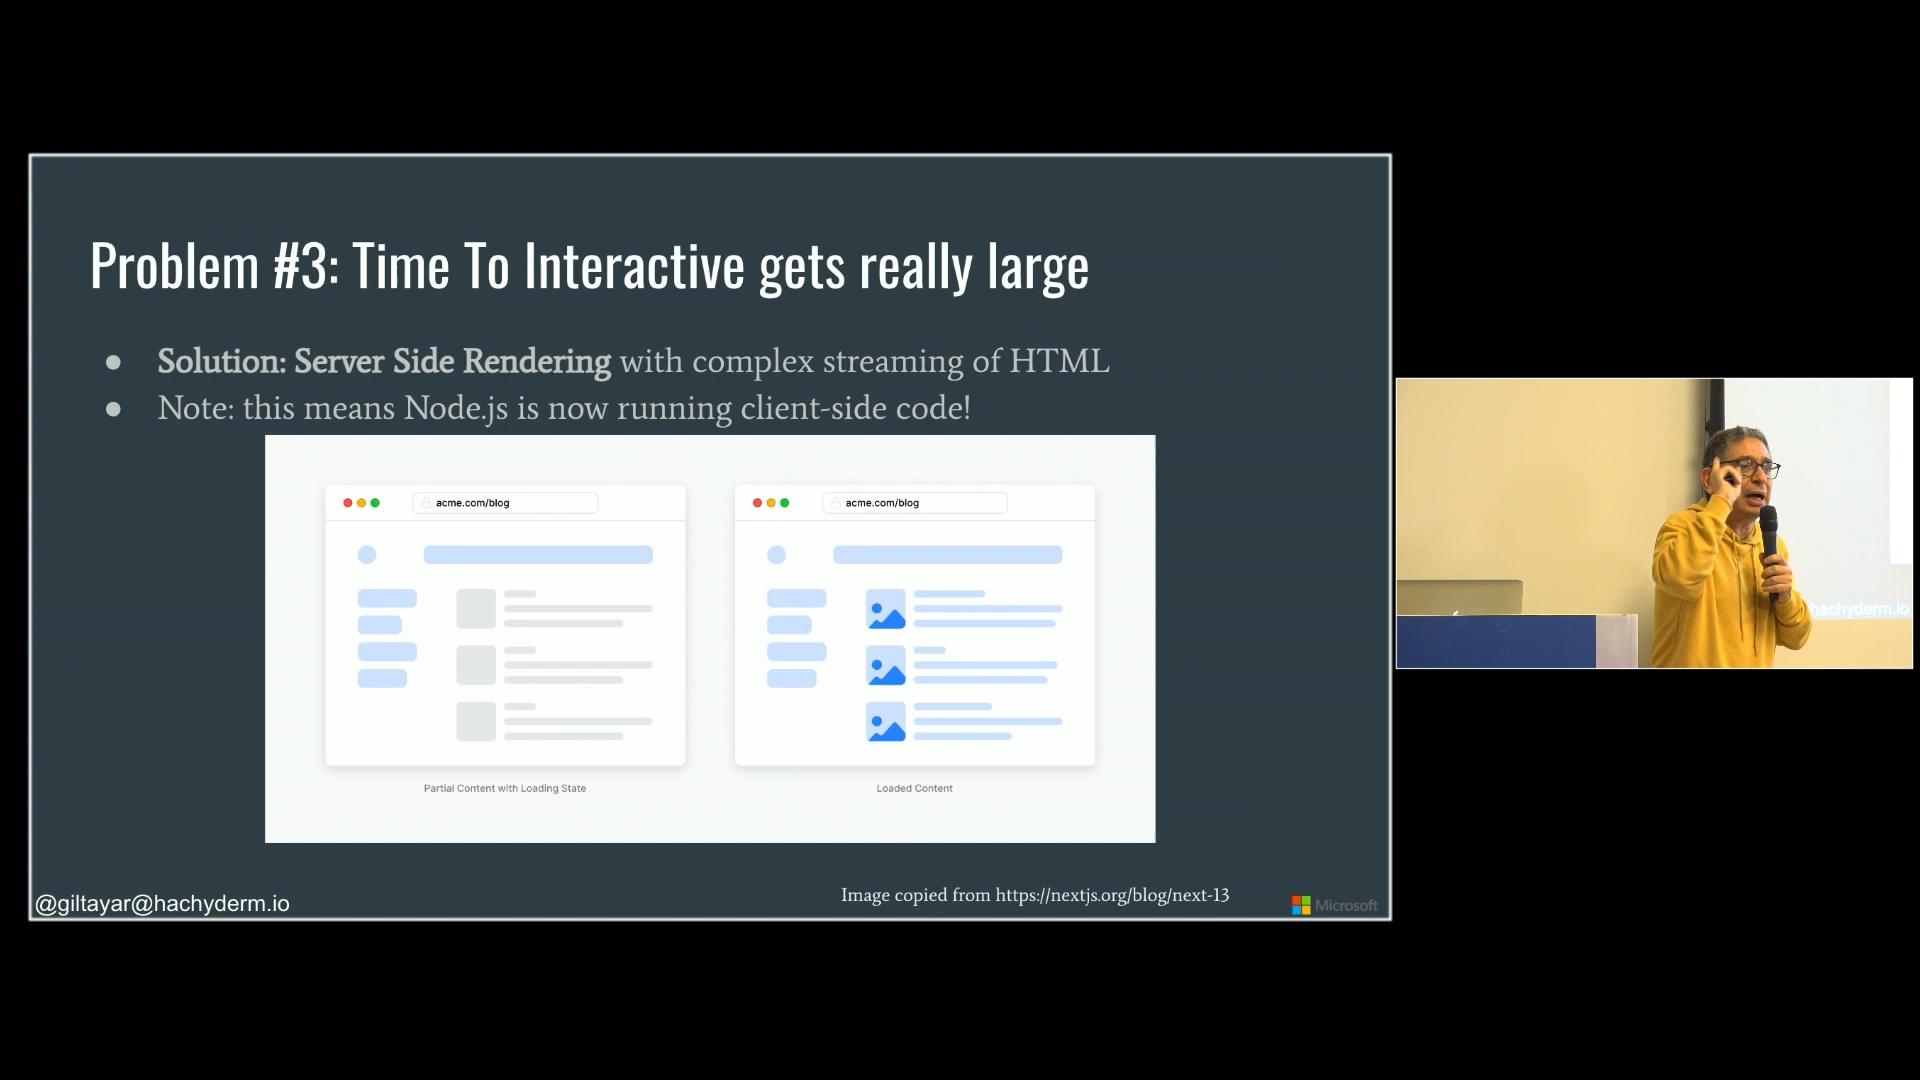 Problem #3: Time To Interactive gets really large
● Solution: Server Side Rendering with complex streaming of HTML
● Note: this means Node.js is now running client-side code!
acme.com/blog
acme.com/blog
Partial Content with Loading State
Loaded Content
Image copied from https://nextjs.org/blog/next-13
@giltayar@hachyderm.io
Microsoft
hachyderm.io